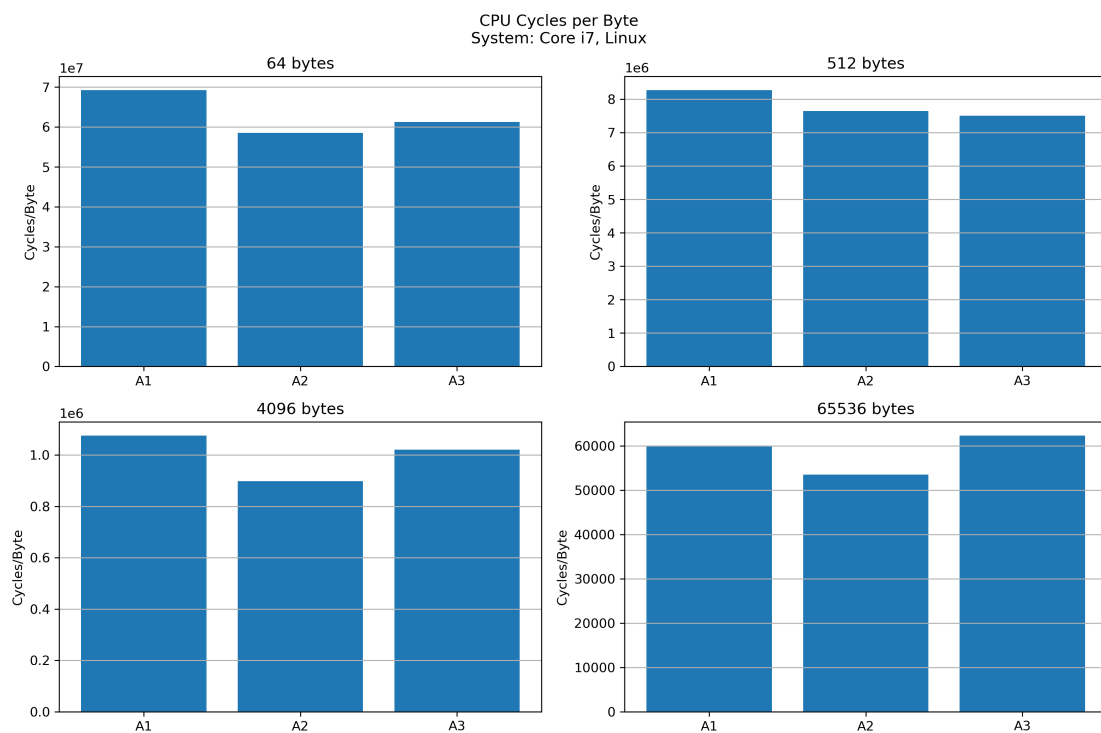 CPU Cycles per Byte
System: Core i7, Linux
64 bytes
1e7
7
6
5
4
3
2
1
0
Cycles/Byte
A1 A2 A3
512 bytes
1e6
8
7
6
5
4
3
2
1
0
Cycles/Byte
A1 A2 A3
4096 bytes
1e6
1.0
0.8
0.6
0.4
0.2
0.0
Cycles/Byte
A1 A2 A3
65536 bytes
60000
50000
40000
30000
20000
10000
0
Cycles/Byte
A1 A2 A3